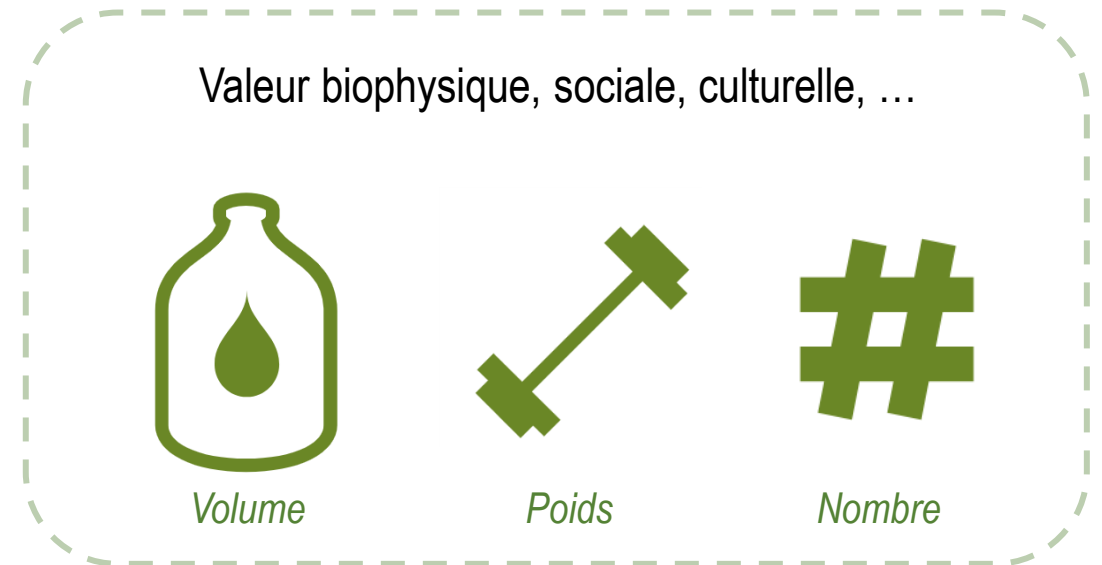 Valeur biophysique, sociale, culturelle, …
Volume
Poids
Nombre